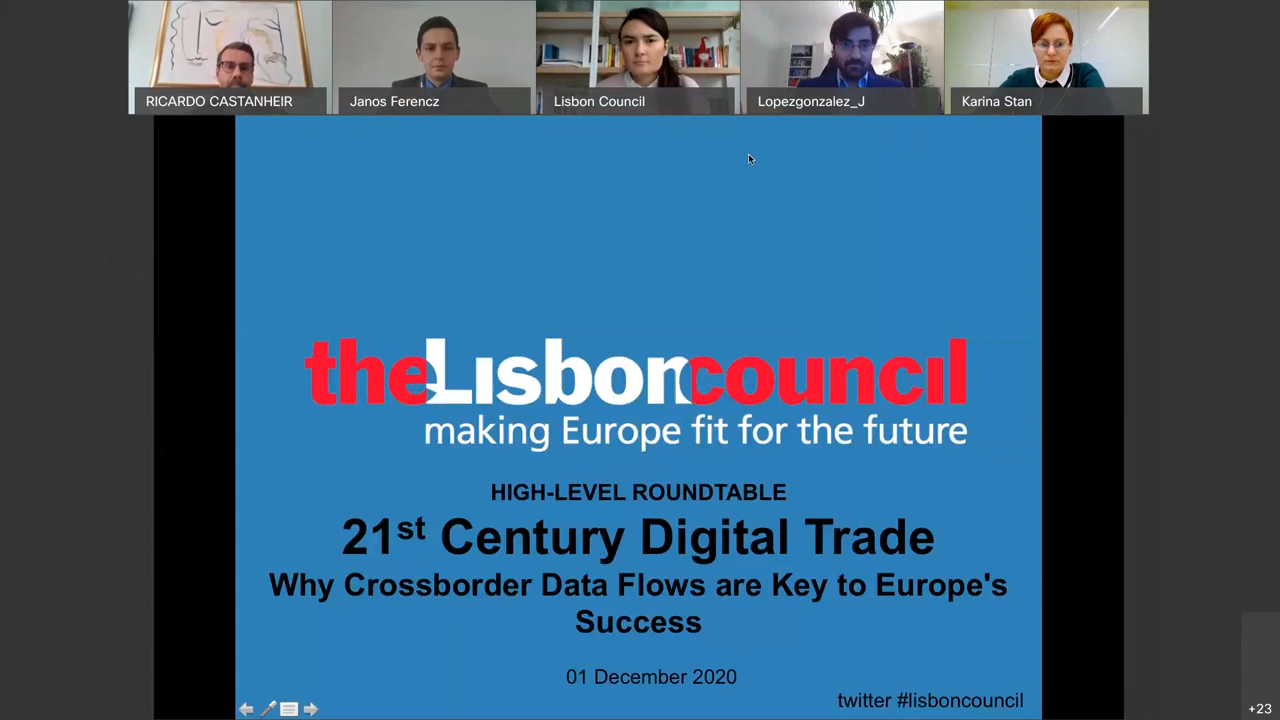 RICARDO CASTANHEIR
Janos Ferencz
Lisbon Council
Lopezgonzalez_J
Karina Stan
theLisboncouncil
making Europe fit for the future
HIGH-LEVEL ROUNDTABLE
21st Century Digital Trade
Why Crossborder Data Flows are Key to Europe's
Success
01 December 2020
twitter #lisboncouncil
+23